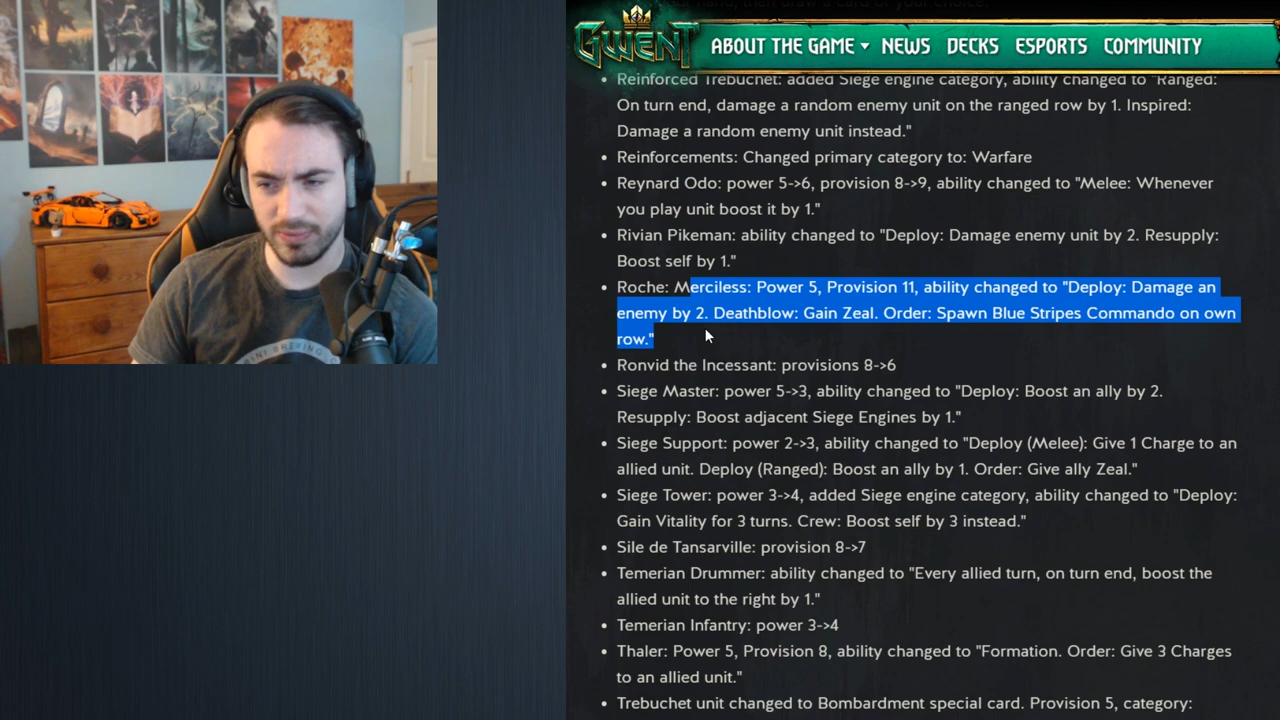 GWENT
ABOUT THE GAME NEWS DECKS ESPORTS COMMUNITY
Reinforced Trebuchet: added Siege engine category, ability changed to "Ranged:
On turn end, damage a random enemy unit on the ranged row by 1. Inspired:
Damage a random enemy unit instead."
Reinforcements: Changed primary category to: Warfare
Reynard Odo: power 5->6, provision 8->9, ability changed to "Melee: Whenever
you play unit boost it by 1."
Rivian Pikeman: ability changed to "Deploy: Damage enemy unit by 2. Resupply:
Boost self by 1."
Roche: Merciless: Power 5, Provision 11, ability changed to "Deploy: Damage an
enemy by 2. Deathblow: Gain Zeal. Order: Spawn Blue Stripes Commando on own
row."
Ronvid the Incessant: provisions 8->6
Siege Master: power 5->3, ability changed to "Deploy: Boost an ally by 2.
Resupply: Boost adjacent Siege Engines by 1."
Siege Support: power 2->3, ability changed to "Deploy (Melee): Give 1 Charge to an
allied unit. Deploy (Ranged): Boost an ally by 1. Order: Give ally Zeal."
Siege Tower: power 3->4, added Siege engine category, ability changed to "Deploy:
Gain Vitality for 3 turns. Crew: Boost self by 3 instead."
Sile de Tansarville: provision 8->7
Temerian Drummer: ability changed to "Every allied turn, on turn end, boost the
allied unit to the right by 1."
Temerian Infantry: power 3->4
Thaler: Power 5, Provision 8, ability changed to "Formation. Order: Give 3 Charges
to an allied unit."
Trebuchet unit changed to Bombardment special card. Provision 5, category:
BREWING